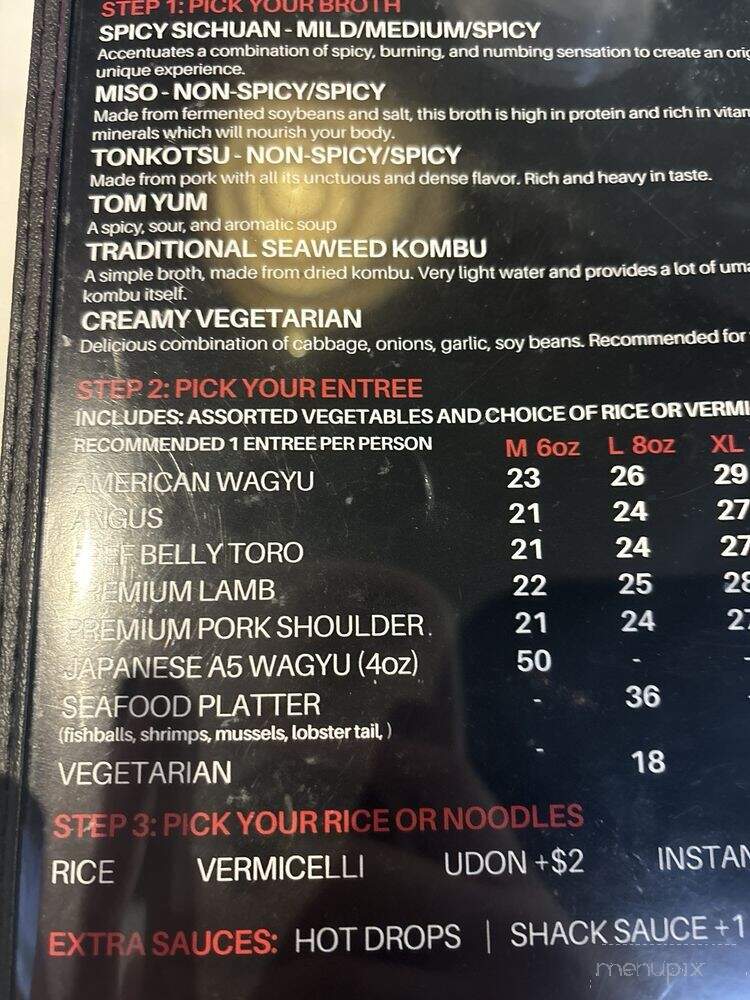 STEP 1: PICK YOUR BROTH
SPICY SICHUAN - MILD/MEDIUM/SPICY
Accentuates a combination of spicy, burning, and numbing sensation to create an
unique experience.
MISO - NON-SPICY/SPICY
Made from fermented soybeans and salt, this broth is high in protein and rich in
minerals which will nourish your body.
TONKOTSU - NON-SPICY/SPICY
Made from pork with all its unctuous and dense flavor. Rich and heavy in taste.
TOM YUM
A spicy, sour, and aromatic soup
TRADITIONAL SEAWEED KOMBU
A simple broth, made from dried kombu. Very light water and provides a lot of
kombu itself.
CREAMY VEGETARIAN
Delicious combination of cabbage, onions, garlic, soy beans. Recommended for
STEP 2: PICK YOUR ENTREE
INCLUDES: ASSORTED VEGETABLES AND CHOICE OF RICE OR VERMI
RECOMMENDED 1 ENTREE PER PERSON M 6oz L 8oz XL
AMERICAN WAGYU 23 26 29
ANGUS 21 24 27
BEEF BELLY TORO 21 24 27
PREMIUM LAMB 22 25 28
PREMIUM PORK SHOULDER. 21 24 27
JAPANESE A5 WAGYU (4oz) 50 - -
SEAFOOD PLATTER - 36
(fishballs, shrimps, mussels, lobster tail, )
VEGETARIAN - 18
STEP 3: PICK YOUR RICE OR NOODLES
RICE VERMICELLI UDON +$2 INSTAN
EXTRA SAUCES: HOT DROPS | SHACK SAUCE +1
menupix